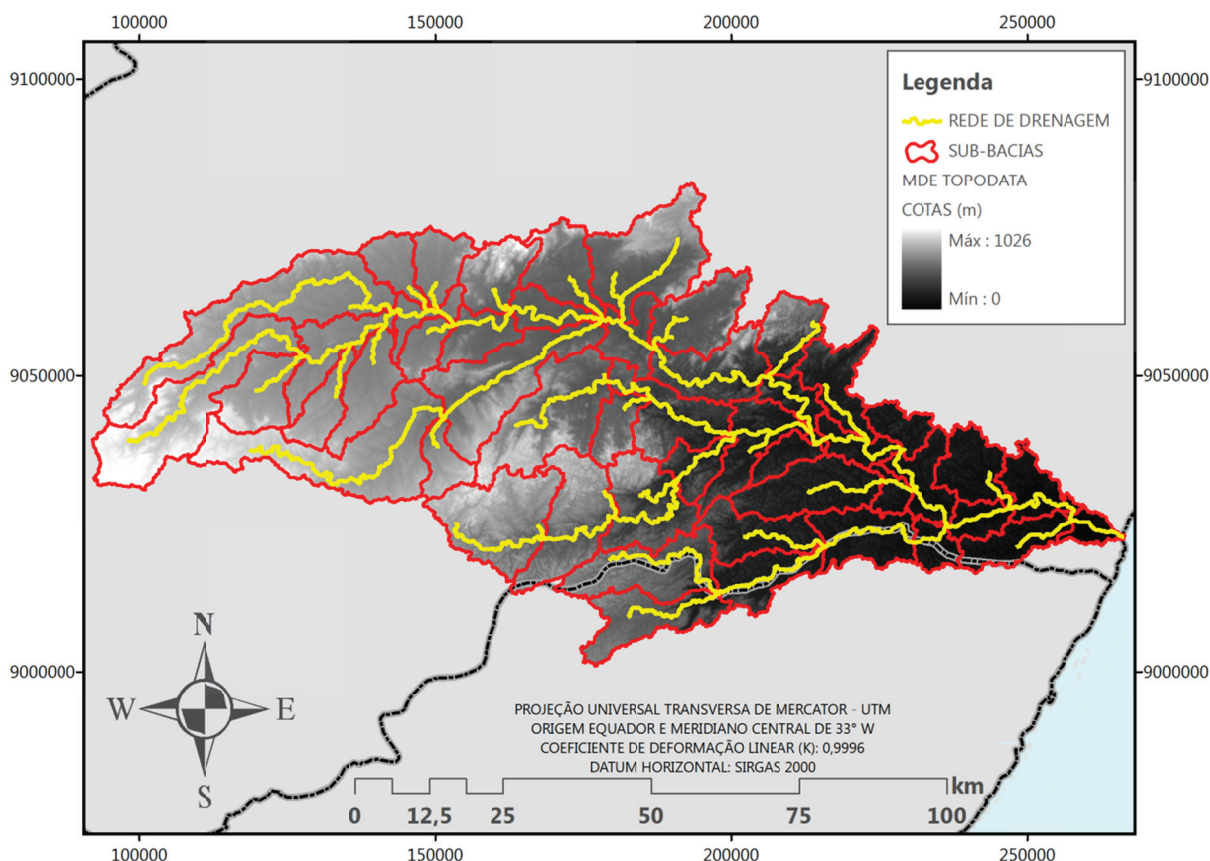 100000 150000 200000 250000
9100000 9100000
Legenda
REDE DE DRENAGEM
SUB-BACIAS
MDE TOPODATA
COTAS (m)
Máx : 1026
Mín : 0
9050000 9050000
9000000 9000000
N
W E
S
PROJEÇÃO UNIVERSAL TRANSVERSA DE MERCATOR - UTM
ORIGEM EQUADOR E MERIDIANO CENTRAL DE 33° W
COEFICIENTE DE DEFORMAÇÃO LINEAR (K): 0,9996
DATUM HORIZONTAL: SIRGAS 2000
km
0 12,5 25 50 75 100
100000 150000 200000 250000